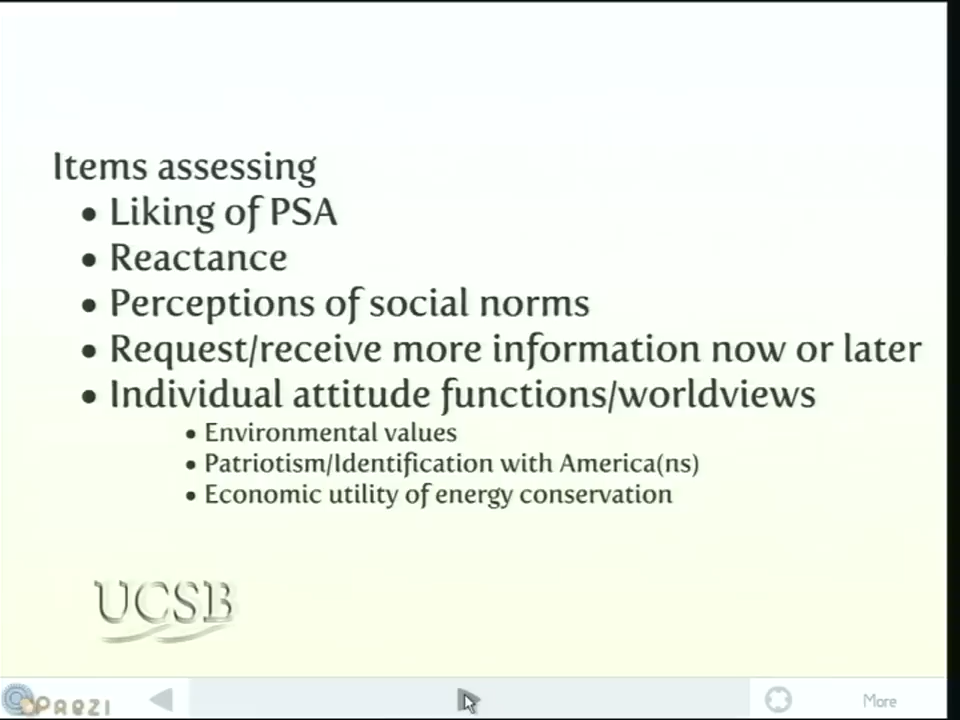 Items assessing
• Liking of PSA
• Reactance
• Perceptions of social norms
• Request/receive more information now or later
• Individual attitude functions/worldviews
• Environmental values
• Patriotism/Identification with America(ns)
• Economic utility of energy conservation
UCSB
PREZI
More